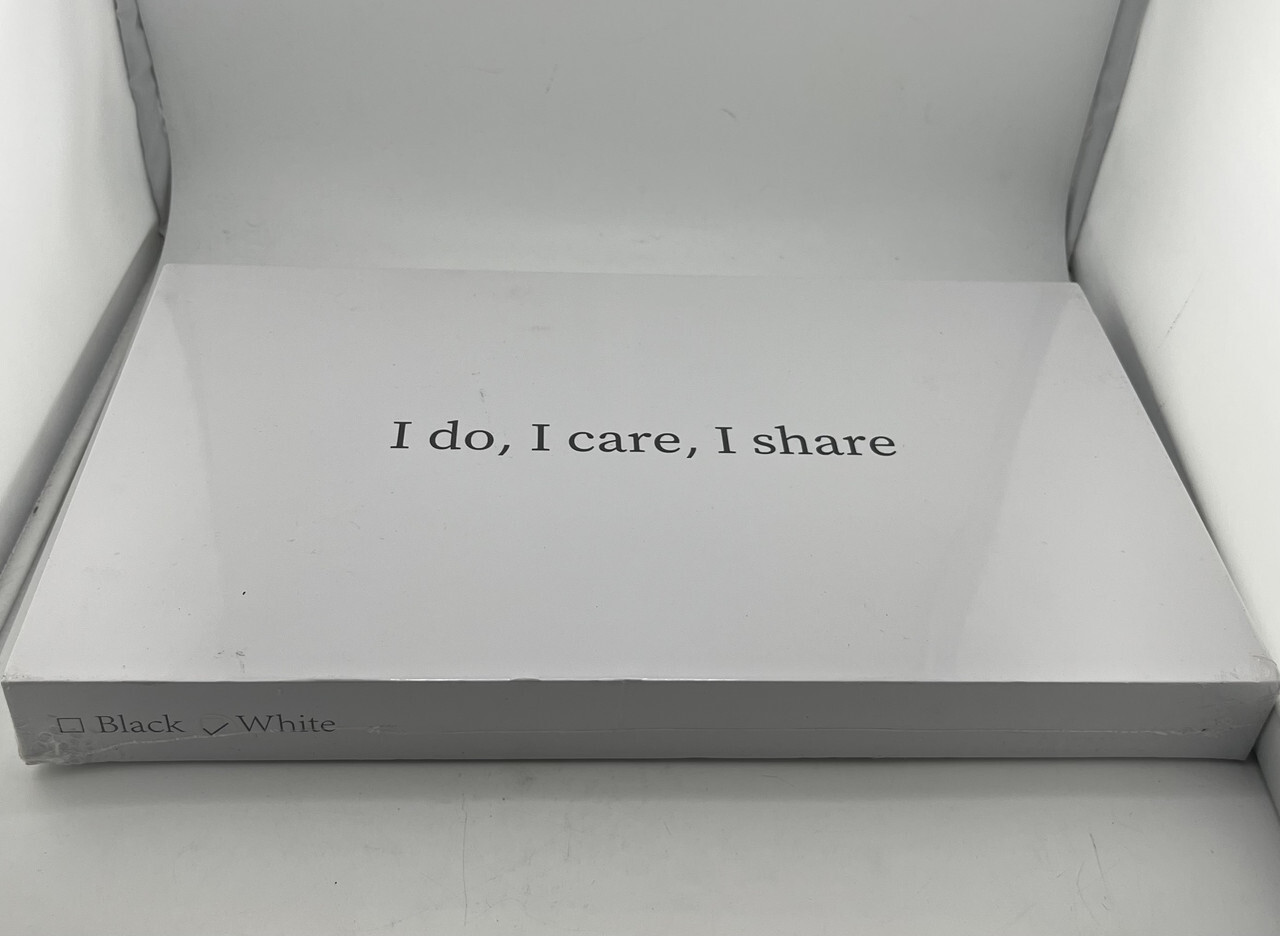 I do, I care, I share
☐ Black ✓ White